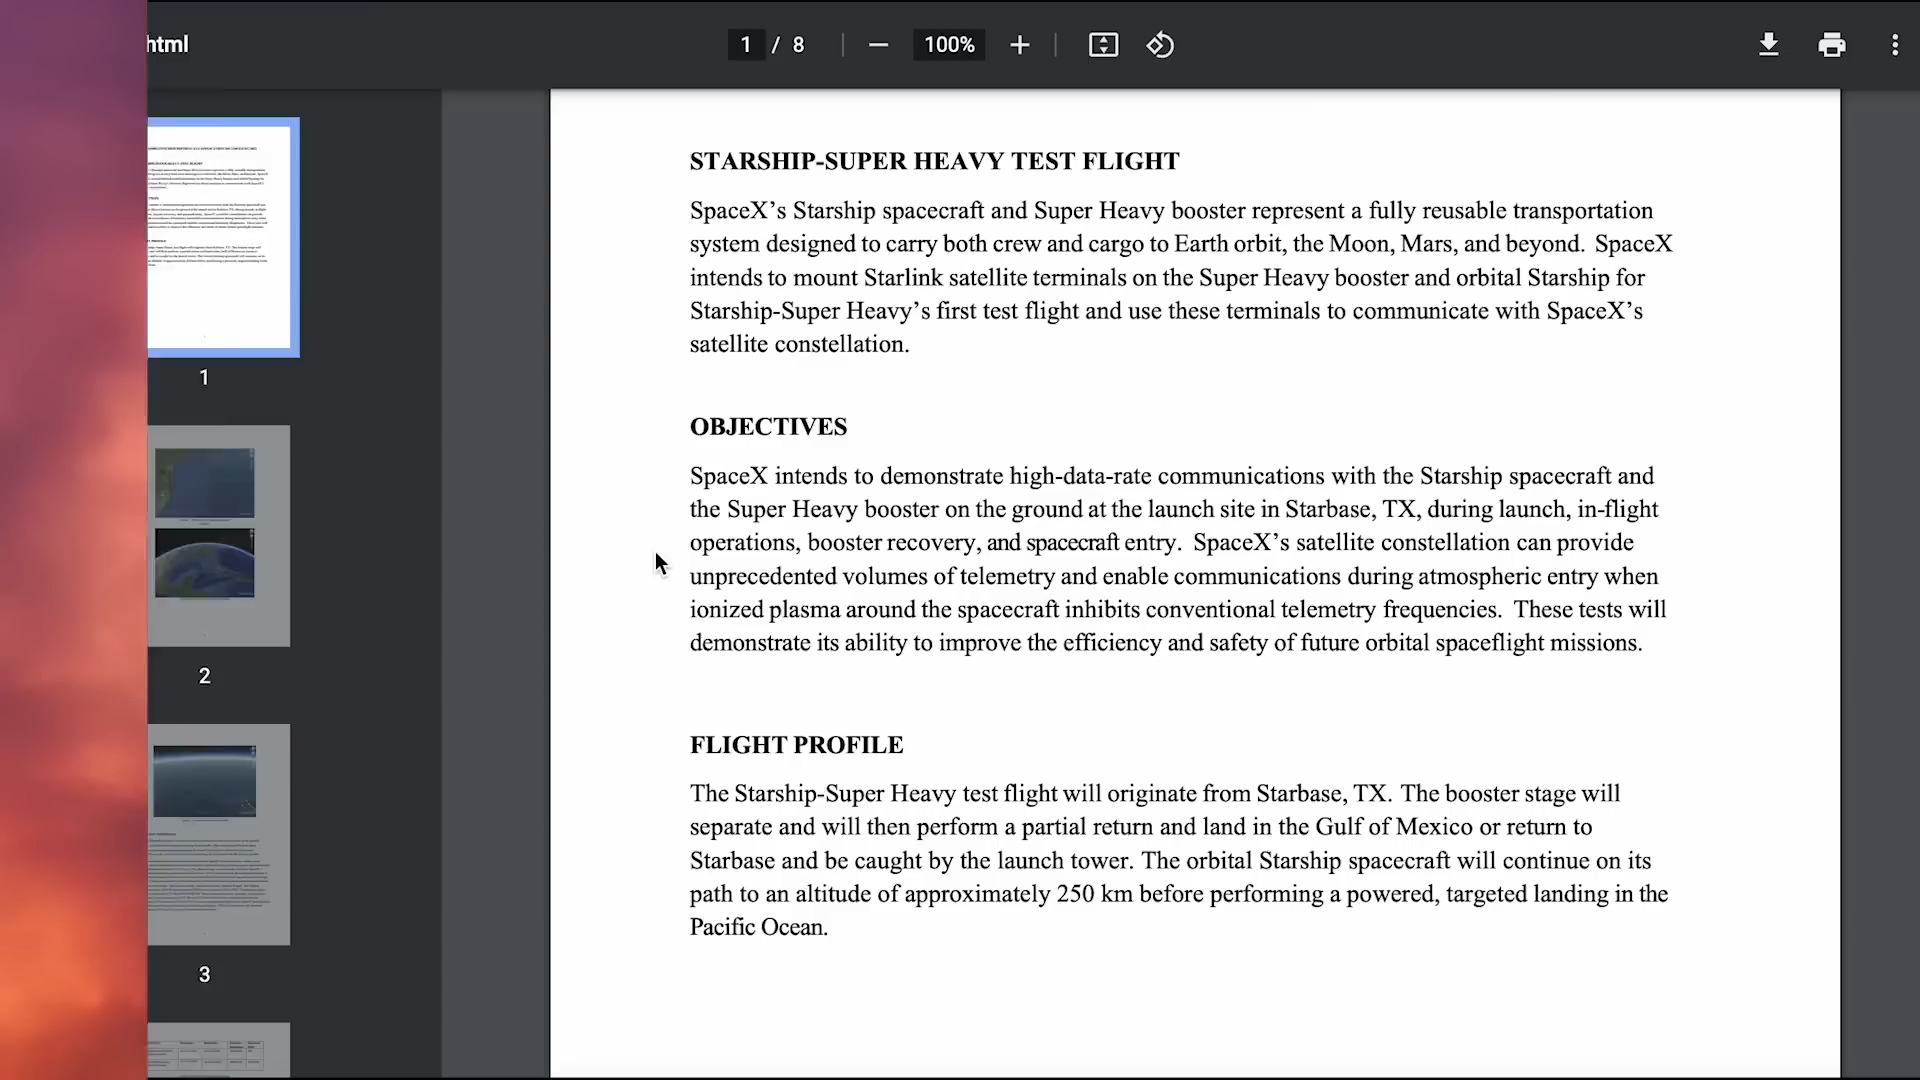 html
1 / 8
100%
STARSHIP-SUPER HEAVY TEST FLIGHT
SpaceX’s Starship spacecraft and Super Heavy booster represent a fully reusable transportation
system designed to carry both crew and cargo to Earth orbit, the Moon, Mars, and beyond. SpaceX
intends to mount Starlink satellite terminals on the Super Heavy booster and orbital Starship for
Starship-Super Heavy’s first test flight and use these terminals to communicate with SpaceX’s
satellite constellation.
OBJECTIVES
SpaceX intends to demonstrate high-data-rate communications with the Starship spacecraft and
the Super Heavy booster on the ground at the launch site in Starbase, TX, during launch, in-flight
operations, booster recovery, and spacecraft entry. SpaceX’s satellite constellation can provide
unprecedented volumes of telemetry and enable communications during atmospheric entry when
ionized plasma around the spacecraft inhibits conventional telemetry frequencies. These tests will
demonstrate its ability to improve the efficiency and safety of future orbital spaceflight missions.
FLIGHT PROFILE
The Starship-Super Heavy test flight will originate from Starbase, TX. The booster stage will
separate and will then perform a partial return and land in the Gulf of Mexico or return to
Starbase and be caught by the launch tower. The orbital Starship spacecraft will continue on its
path to an altitude of approximately 250 km before performing a powered, targeted landing in the
Pacific Ocean.
1
2
3